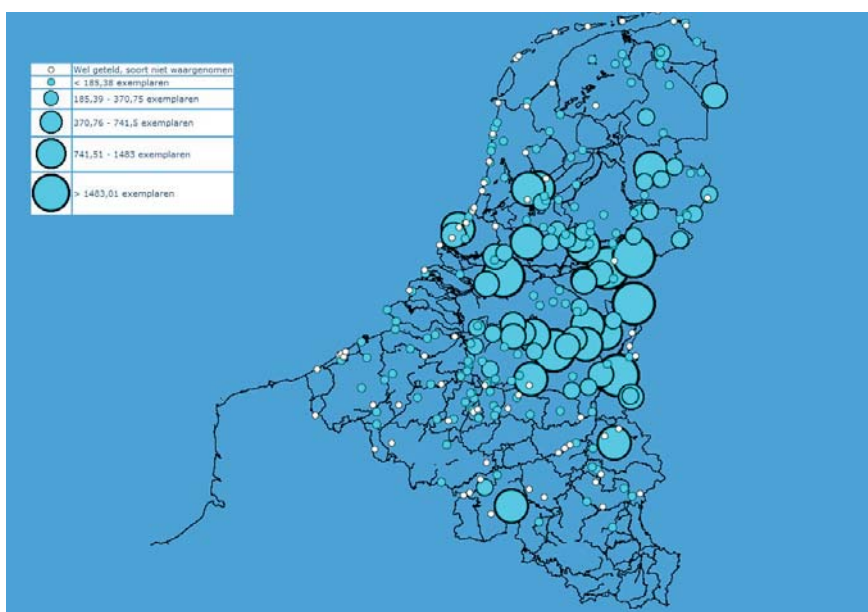 Wel geteld, soort niet waargenomen
< 185,38 exemplaren
185,39 - 370,75 exemplaren
370,76 - 741,5 exemplaren
741,51 - 1483 exemplaren
> 1483,01 exemplaren